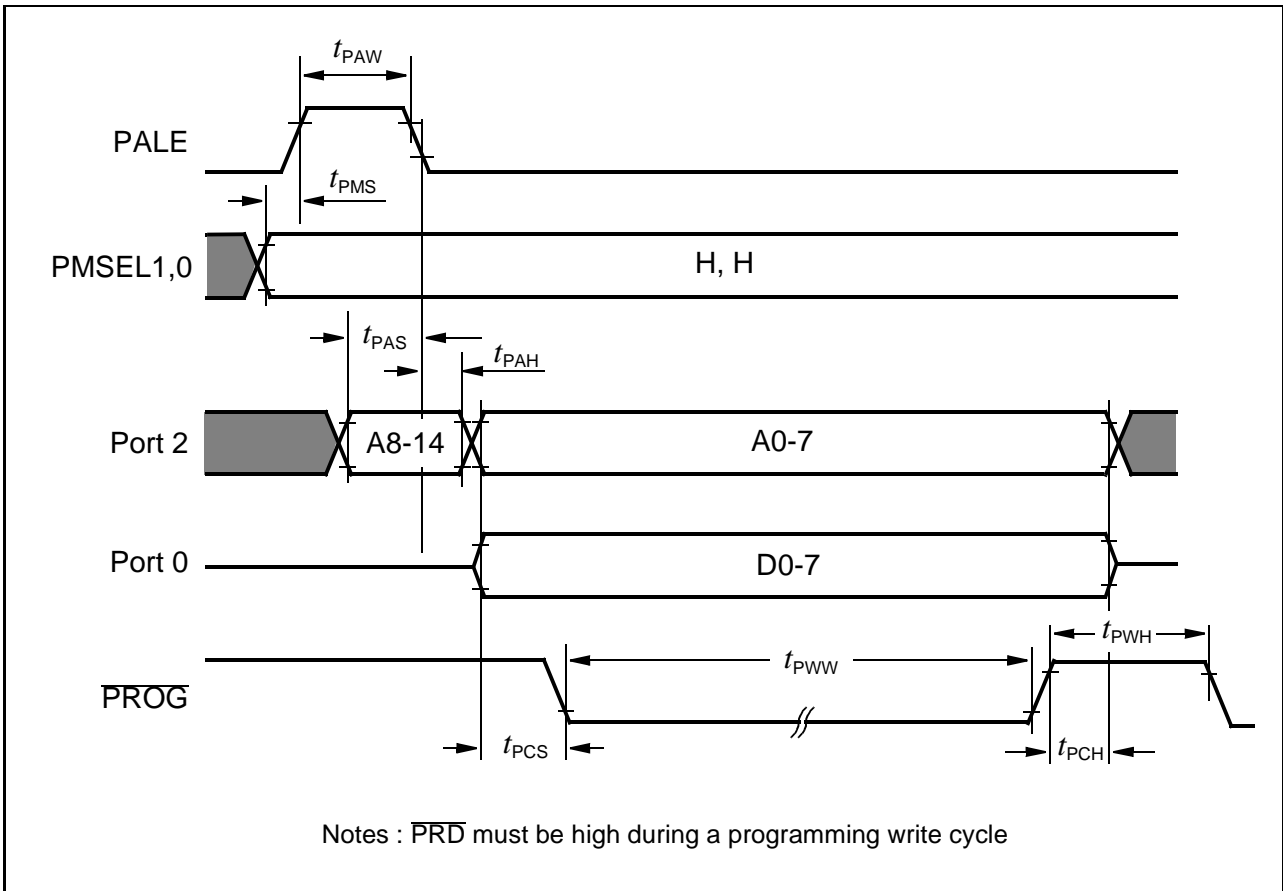 tPAW
PALE
tPMS
PMSEL1,0
H, H
tPAS
tPAH
Port 2
A8-14
A0-7
Port 0
D0-7
tPWH
tPWW
PROG
tPCS
tPCH
Notes : PRD must be high during a programming write cycle